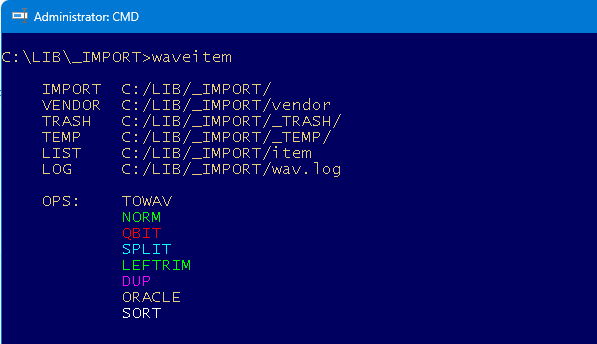 Administrator: CMD
C:\LIB\_IMPORT>waveitem
IMPORT C:/LIB/_IMPORT/
VENDOR C:/LIB/_IMPORT/vendor
TRASH C:/LIB/_IMPORT/_TRASH/
TEMP C:/LIB/_IMPORT/_TEMP/
LIST C:/LIB/_IMPORT/item
LOG C:/LIB/_IMPORT/wav.log
OPS: TOWAV
NORM
QBIT
SPLIT
LEFTRIM
DUP
ORACLE
SORT